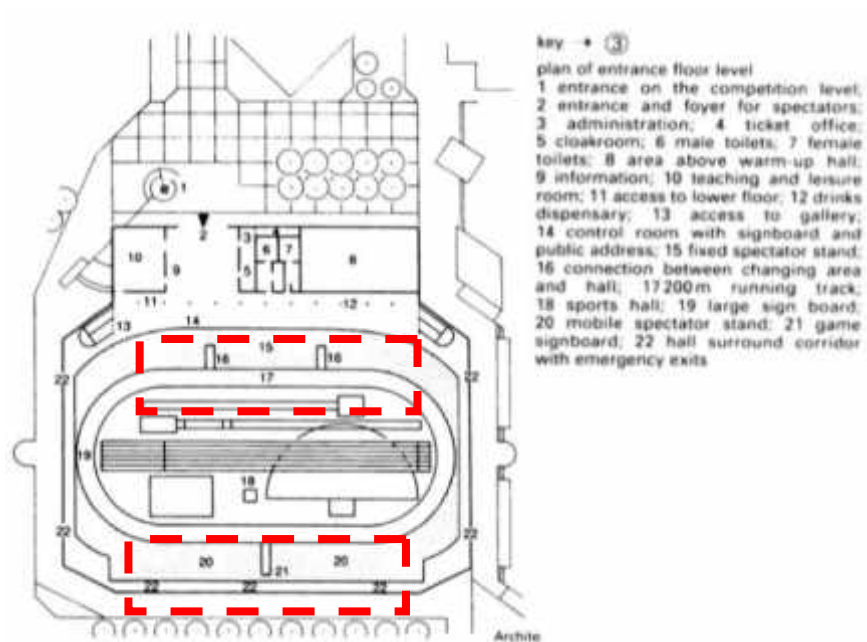 key → ③
plan of entrance floor level
1 entrance on the competition level;
2 entrance and foyer for spectators;
3 administration; 4 ticket office;
5 cloakroom; 6 male toilets; 7 female
toilets; 8 area above warm-up hall;
9 information; 10 teaching and leisure
room; 11 access to lower floor; 12 drinks
dispensary; 13 access to gallery;
14 control room with signboard and
public address; 15 fixed spectator stand;
16 connection between changing area
and hall; 17 200 m running track;
18 sports hall; 19 large sign board;
20 mobile spectator stand; 21 game
signboard; 22 hall surround corridor
with emergency exits
1
2
3 4
10 9 5 6 7 8
11 12
13 14
15
16 16
22 17 22
19
18
22 22
20 20
21
22 22 22
Archite